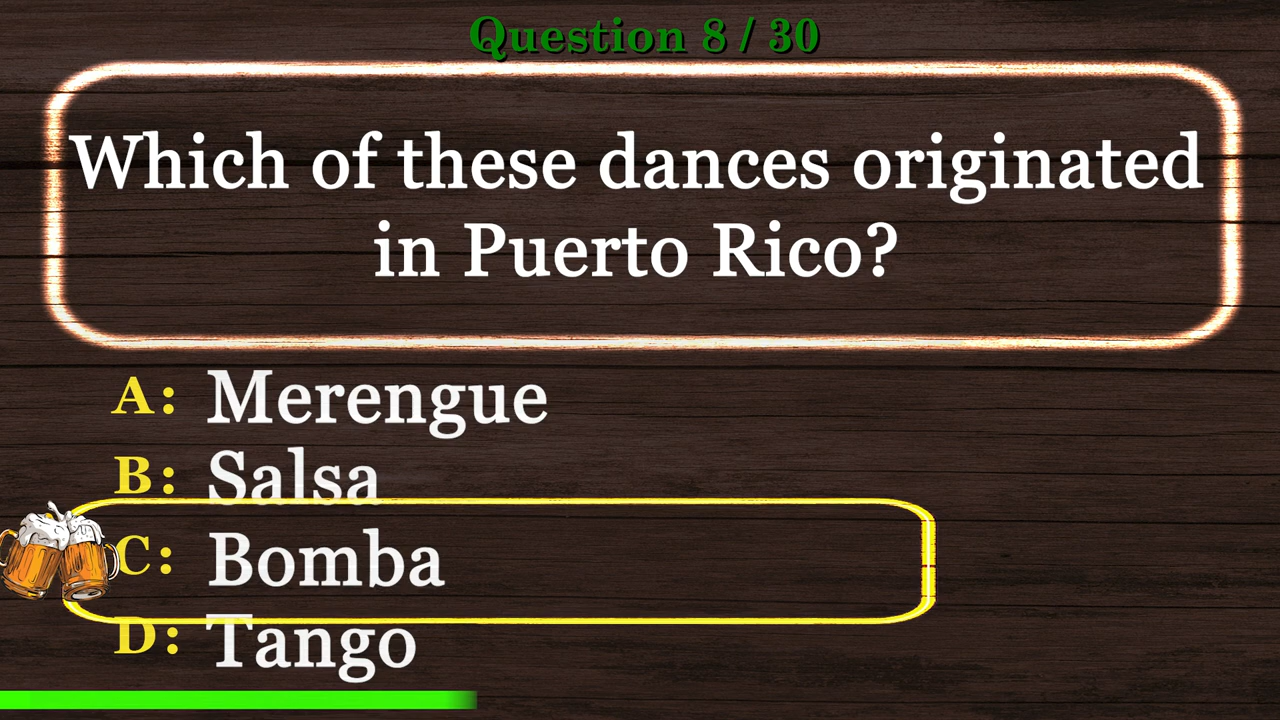 Question 8 / 30
Which of these dances originated
in Puerto Rico?
A: Merengue
B: Salsa
C: Bomba
D: Tango